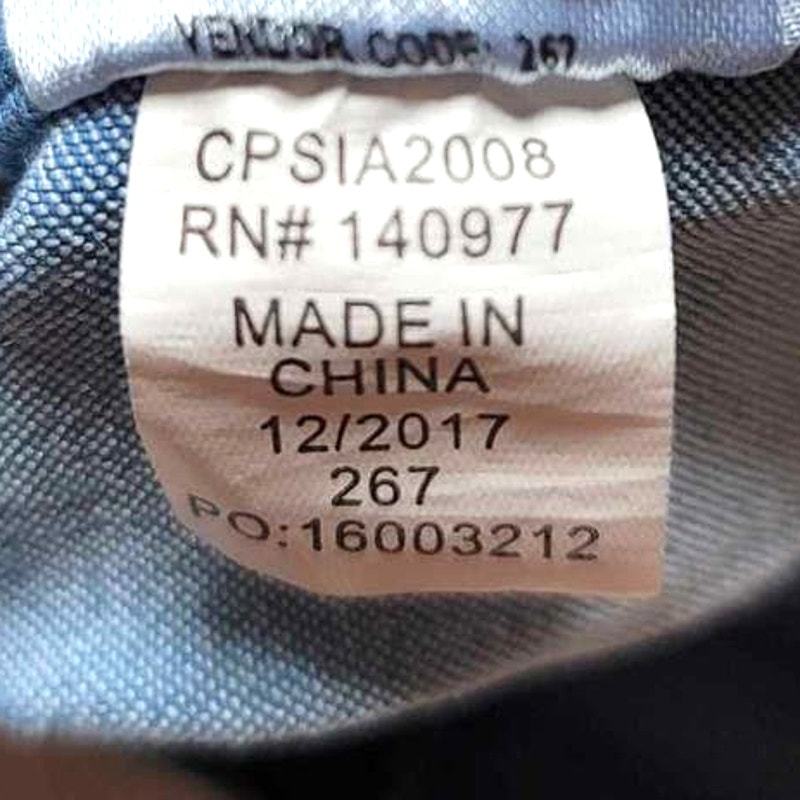 VENDOR CODE: 267
CPSIA2008
RN# 140977
MADE IN
CHINA
12/2017
267
PO:16003212